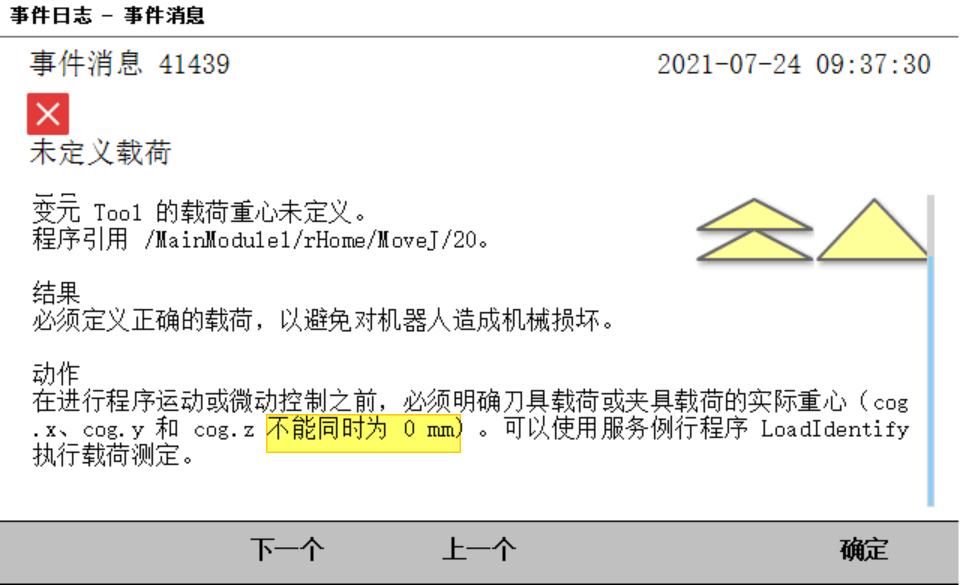 事件日志 - 事件消息
事件消息 41439
2021-07-24 09:37:30
未定义载荷
变元 Tool 的载荷重心未定义。
程序引用 /MainModule1/rHome/MoveJ/20。
结果
必须定义正确的载荷，以避免对机器人造成机械损坏。
动作
在进行程序运动或微动控制之前，必须明确刀具载荷或夹具载荷的实际重心（cog
.x、cog.y 和 cog.z 不能同时为 0 mm）。可以使用服务例行程序 LoadIdentify
执行载荷测定。
下一个
上一个
确定